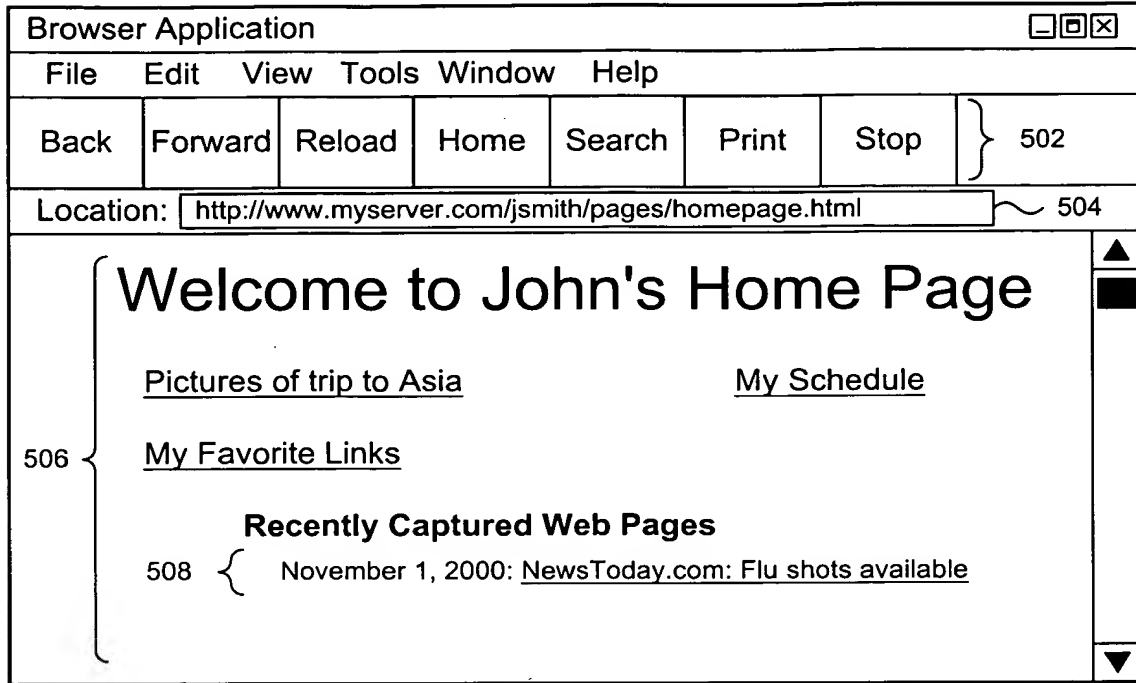 Browser Application
File Edit View Tools Window Help
Back Forward Reload Home Search Print Stop 502
Location: http://www.myserver.com/jsmith/pages/homepage.html 504
Welcome to John's Home Page
Pictures of trip to Asia My Schedule
506 My Favorite Links
Recently Captured Web Pages
508 November 1, 2000: NewsToday.com: Flu shots available